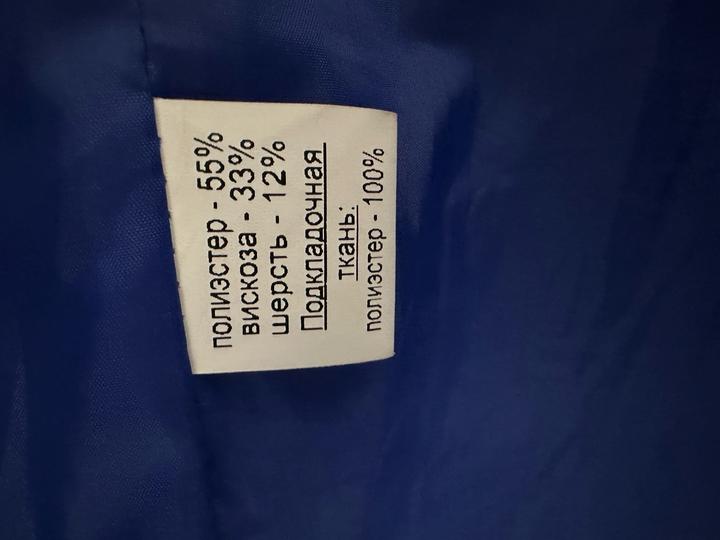 полиэстер - 55%
вискоза - 33%
шерсть - 12%
Подкладочная
ткань:
полиэстер - 100%